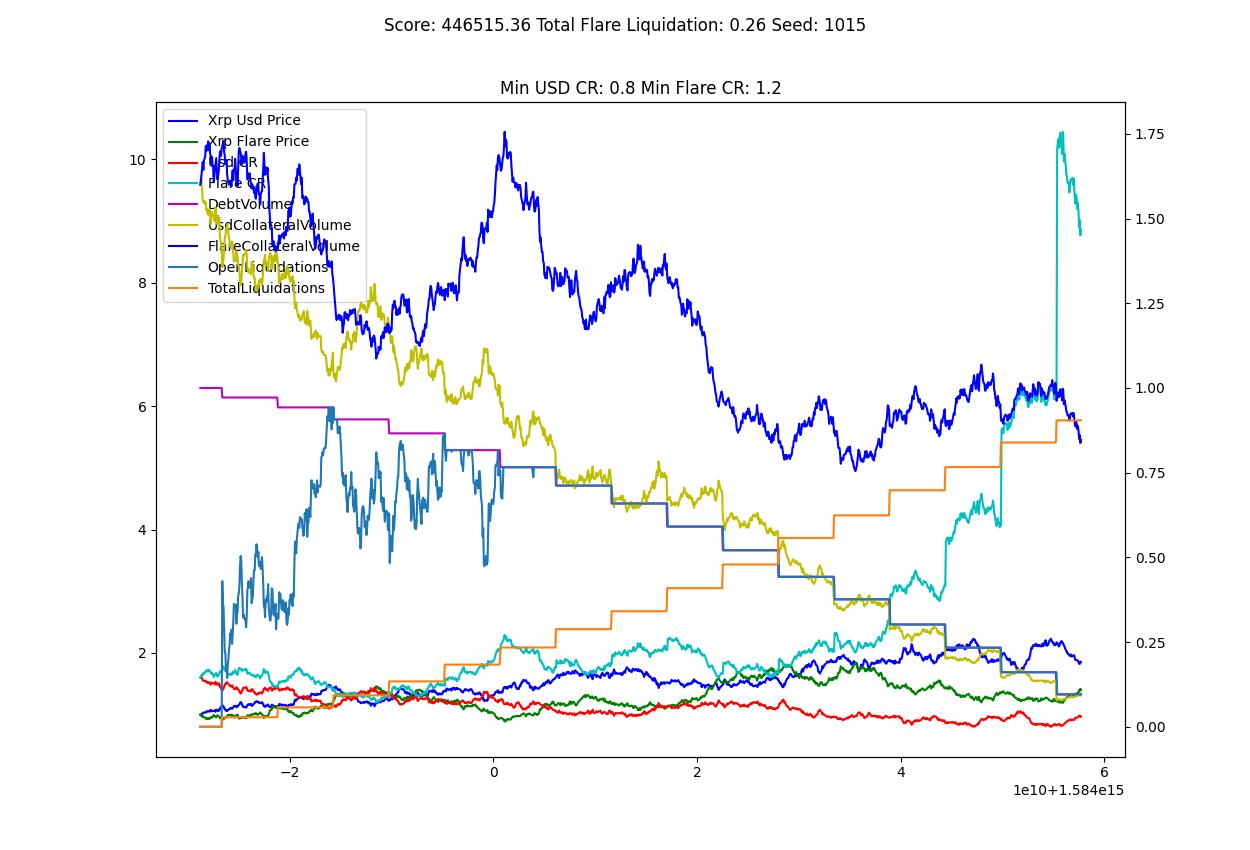 Score: 446515.36 Total Flare Liquidation: 0.26 Seed: 1015
Min USD CR: 0.8 Min Flare CR: 1.2
Xrp Usd Price
Xrp Flare Price
Usd CR
Flare CR
DebtVolume
UsdCollateralVolume
FlareCollateralVolume
OpenLiquidations
TotalLiquidations
10
8
6
4
2
1.75
1.50
1.25
1.00
0.75
0.50
0.25
0.00
−2 0 2 4 6
1e10+1.584e15